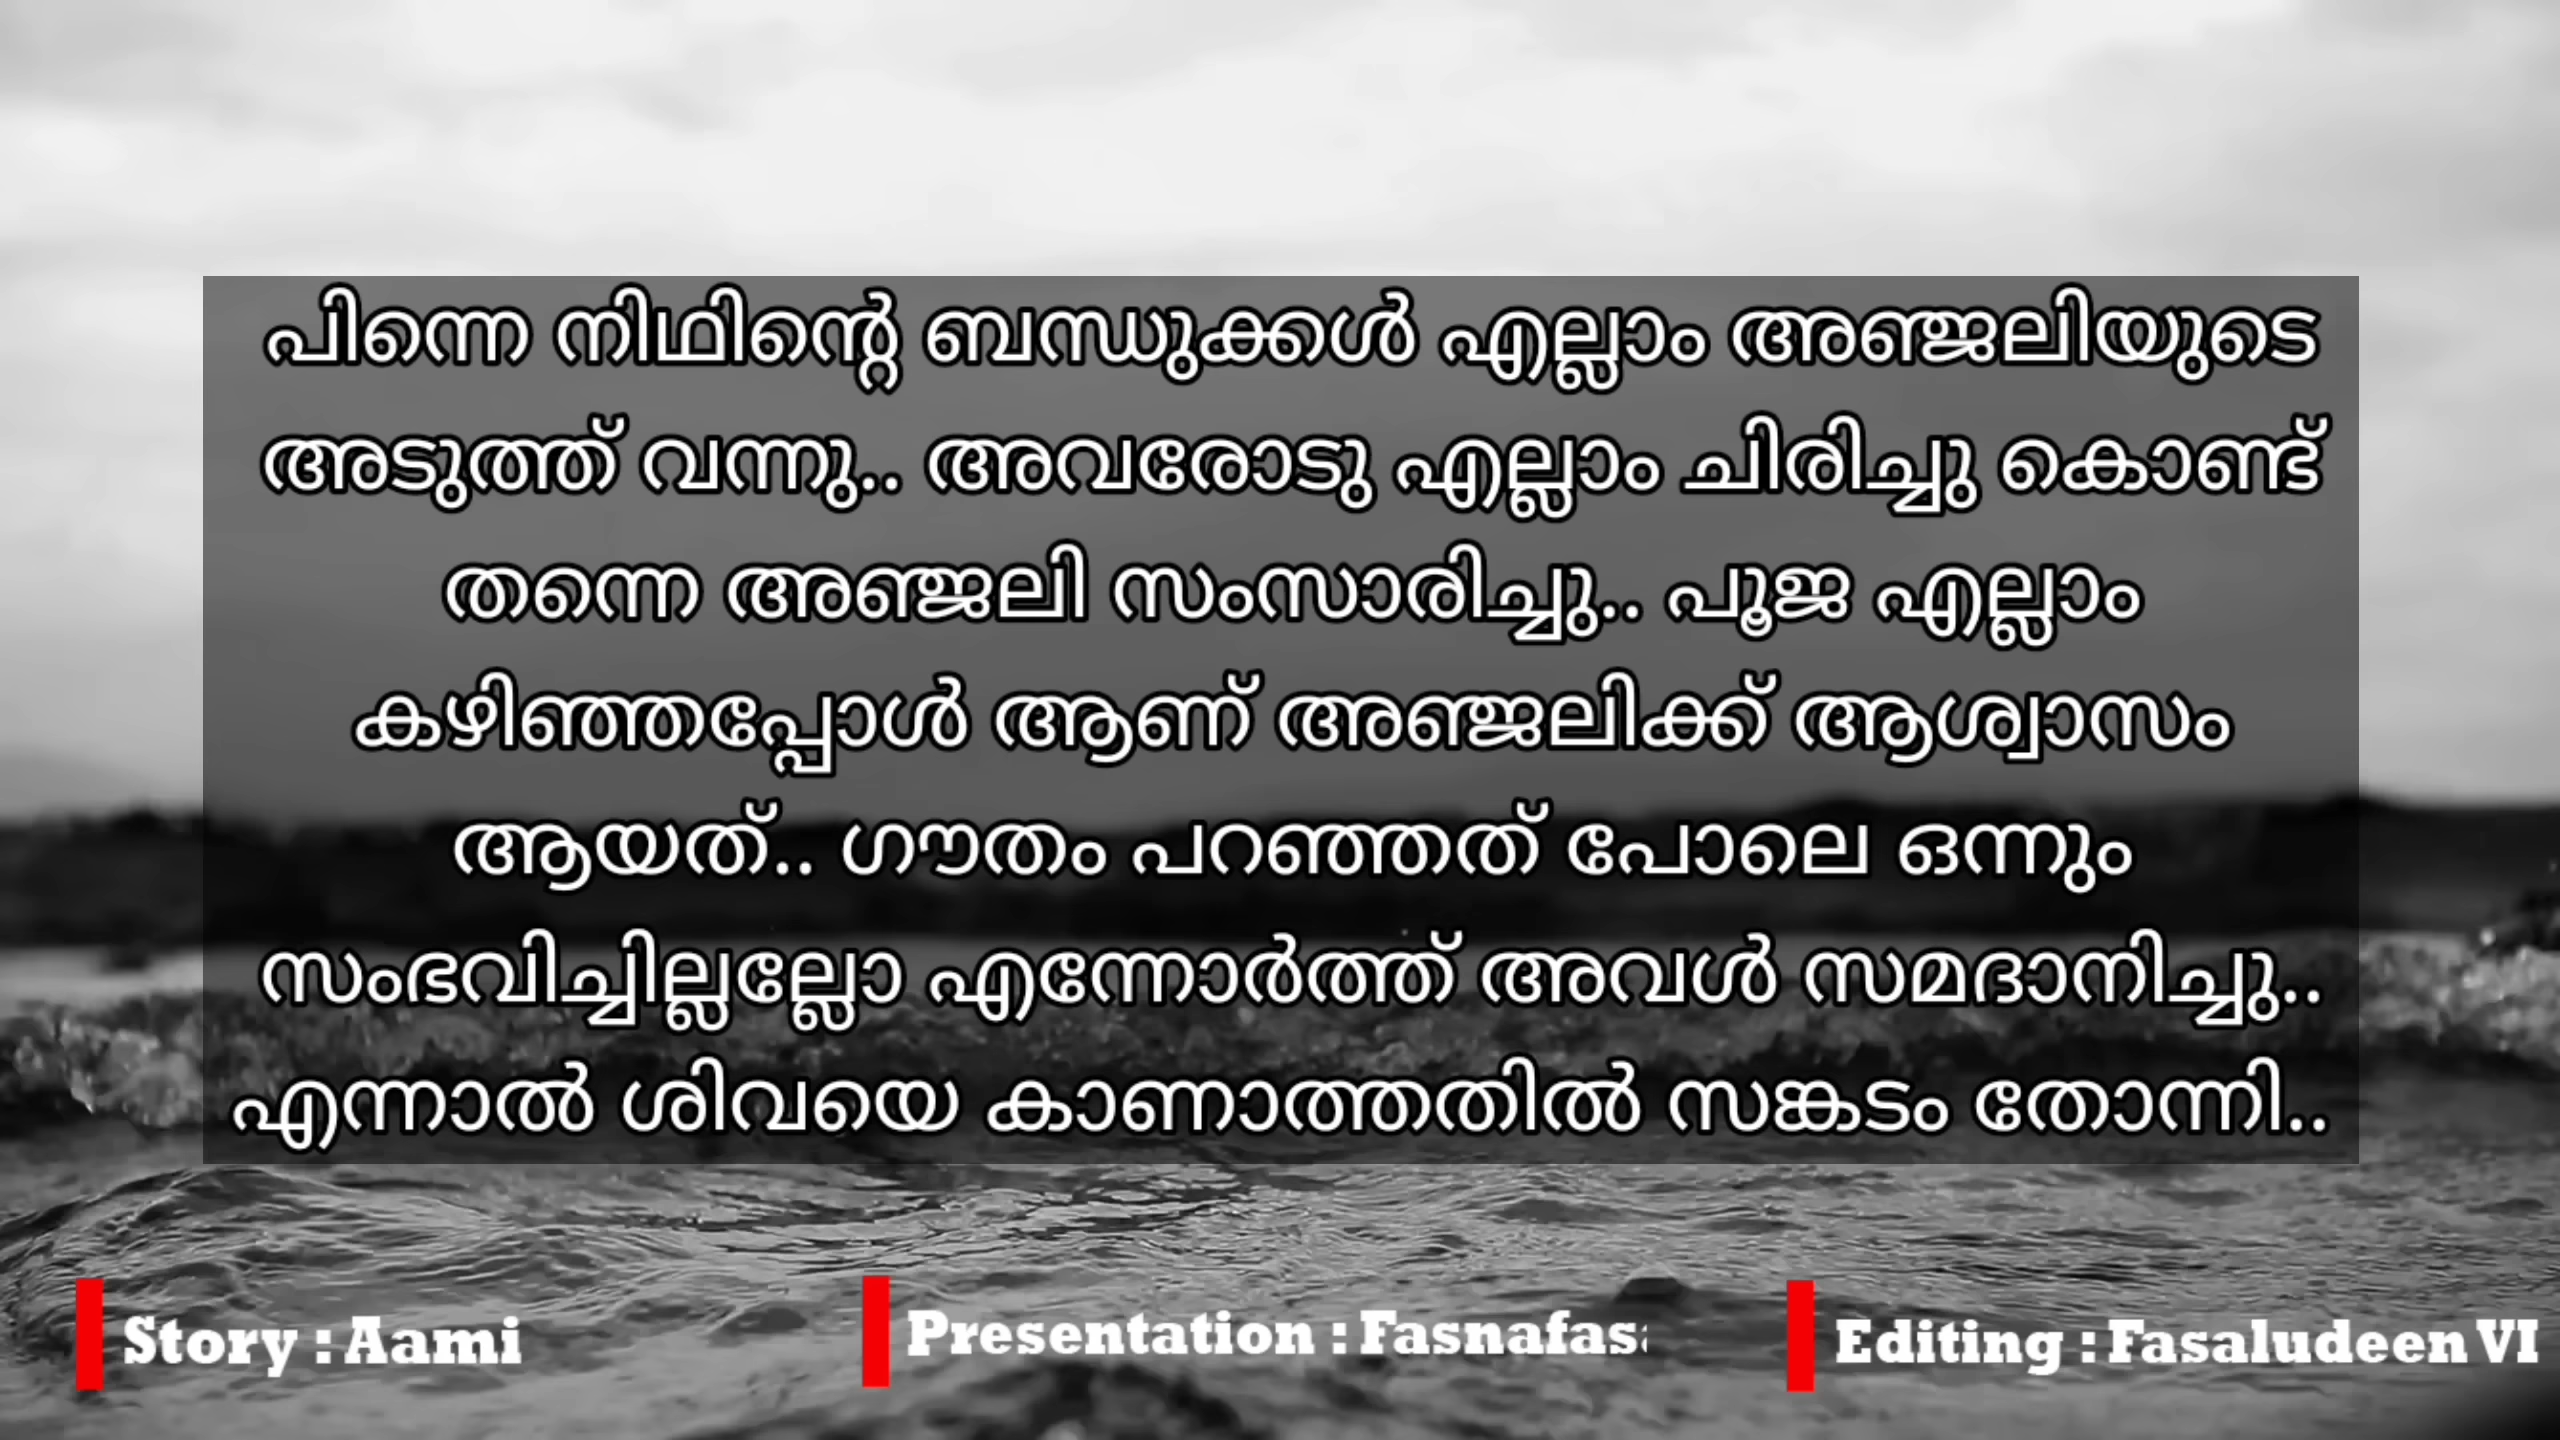 പിന്നെ നിഥിന്റെ ബന്ധുക്കൾ എല്ലാം അഞ്ജലിയുടെ
അടുത്ത് വന്നു.. അവരോടു എല്ലാം ചിരിച്ചു കൊണ്ട്
തന്നെ അഞ്ജലി സംസാരിച്ചു.. പൂജ എല്ലാം
കഴിഞ്ഞപ്പോൾ ആണ് അഞ്ജലിക്ക് ആശ്വാസം
ആയത്.. ഗൗതം പറഞ്ഞത് പോലെ ഒന്നും
സംഭവിച്ചില്ലല്ലോ എന്നോർത്ത് അവൾ സമദാനിച്ചു..
എന്നാൽ ശിവയെ കാണാത്തതിൽ സങ്കടം തോന്നി..
Story : Aami
Presentation :
Editing : Fasaludeen VI